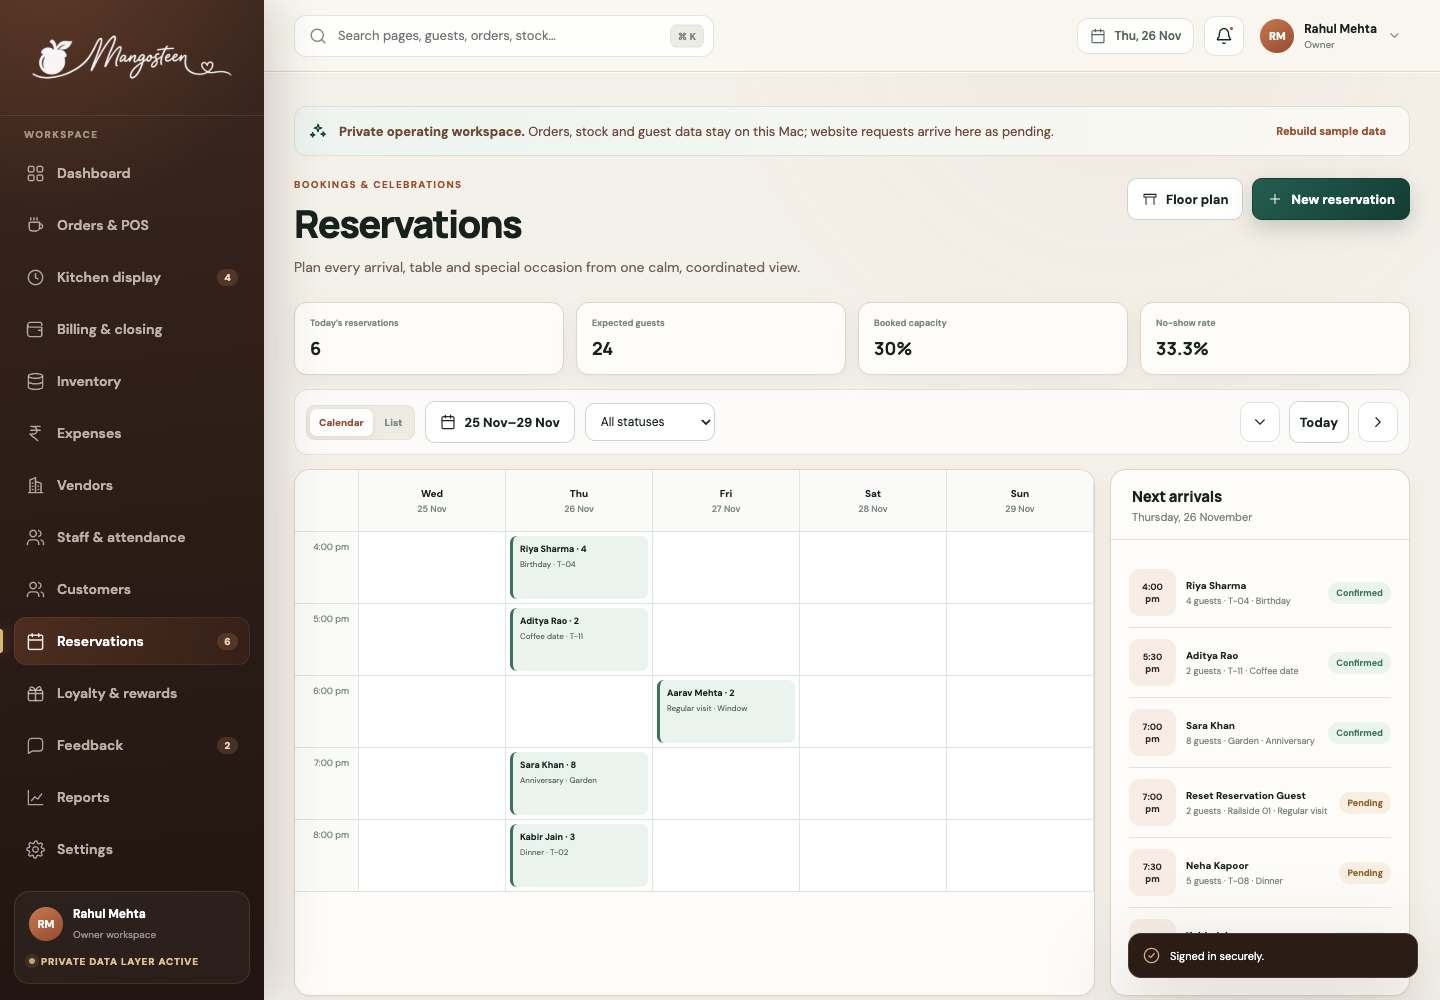 Mangosteen
WORKSPACE
Dashboard
Orders & POS
Kitchen display 4
Billing & closing
Inventory
Expenses
Vendors
Staff & attendance
Customers
Reservations 6
Loyalty & rewards
Feedback 2
Reports
Settings
RM Rahul Mehta
Owner workspace
PRIVATE DATA LAYER ACTIVE
Search pages, guests, orders, stock... ⌘ K
Thu, 26 Nov
RM Rahul Mehta
Owner
Private operating workspace. Orders, stock and guest data stay on this Mac; website requests arrive here as pending.
Rebuild sample data
BOOKINGS & CELEBRATIONS
Reservations
Plan every arrival, table and special occasion from one calm, coordinated view.
Floor plan
New reservation
Today's reservations
6
Expected guests
24
Booked capacity
30%
No-show rate
33.3%
Calendar List
25 Nov–29 Nov
All statuses
Today
Wed
25 Nov
Thu
26 Nov
Fri
27 Nov
Sat
28 Nov
Sun
29 Nov
4:00 pm
Riya Sharma · 4
Birthday · T-04
5:00 pm
Aditya Rao · 2
Coffee date · T-11
6:00 pm
Aarav Mehta · 2
Regular visit · Window
7:00 pm
Sara Khan · 8
Anniversary · Garden
8:00 pm
Kabir Jain · 3
Dinner · T-02
Next arrivals
Thursday, 26 November
4:00 pm
Riya Sharma
4 guests · T-04 · Birthday
Confirmed
5:30 pm
Aditya Rao
2 guests · T-11 · Coffee date
Confirmed
7:00 pm
Sara Khan
8 guests · Garden · Anniversary
Confirmed
7:00 pm
Reset Reservation Guest
2 guests · Railside 01 · Regular visit
Pending
7:30 pm
Neha Kapoor
5 guests · T-08 · Dinner
Pending
Signed in securely.